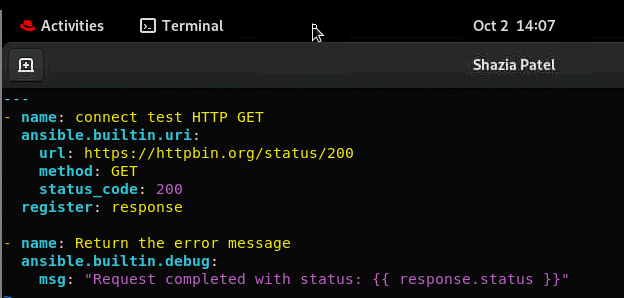 Activities Terminal Oct 2 14:07
Shazia Patel
---
- name: connect test HTTP GET
  ansible.builtin.uri:
    url: https://httpbin.org/status/200
    method: GET
    status_code: 200
  register: response

- name: Return the error message
  ansible.builtin.debug:
    msg: "Request completed with status: {{ response.status }}"
~